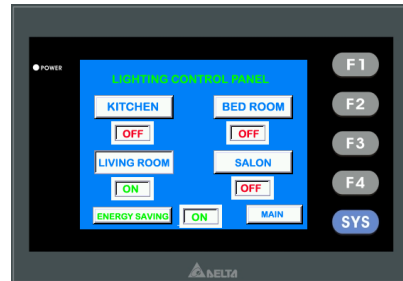 POWER
LIGHTING CONTROL PANEL
KITCHEN
BED ROOM
OFF
OFF
LIVING ROOM
SALON
ON
OFF
ENERGY SAVING
ON
MAIN
F1
F2
F3
F4
SYS
DELTA